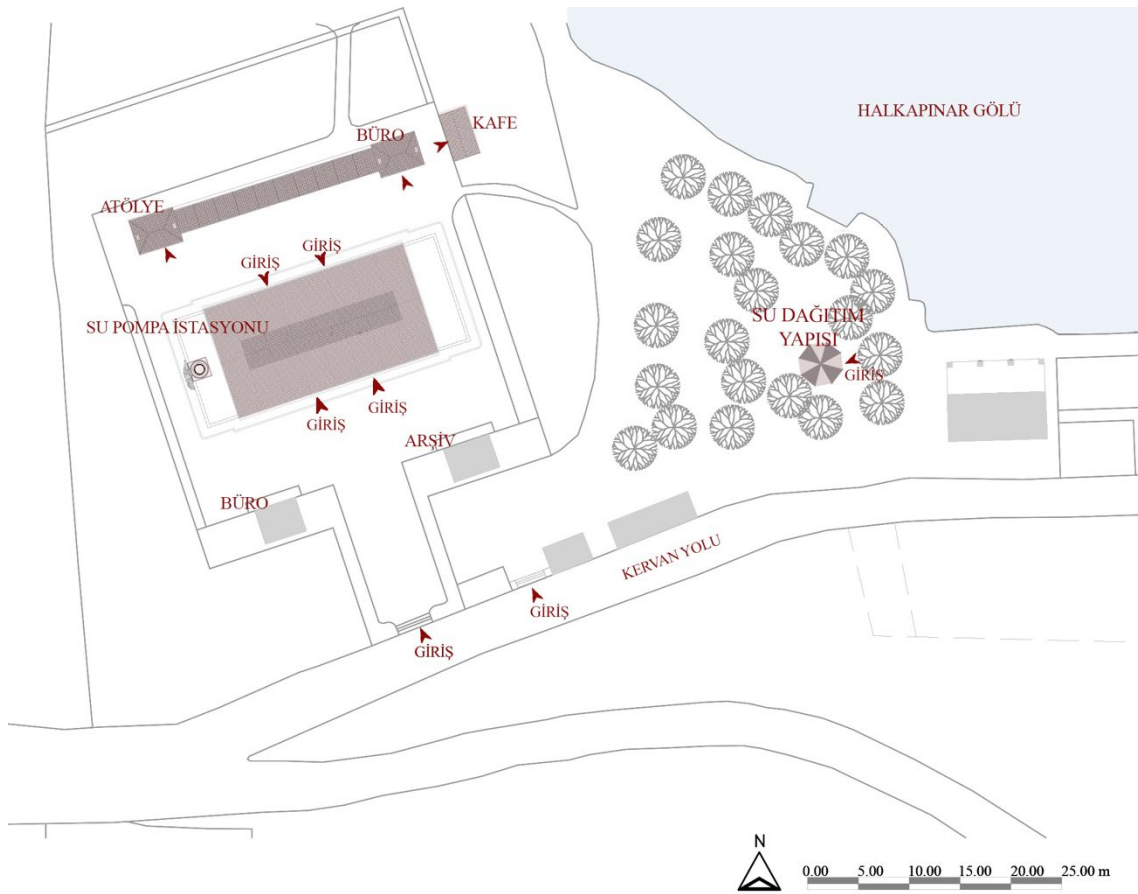 HALKAPINAR GÖLÜ
KAFE
BÜRO
ATÖLYE
GİRİŞ
GİRİŞ
SU POMPA İSTASYONU
SU DAĞITIM
YAPISI
GİRİŞ
GİRİŞ
GİRİŞ
ARŞİV
BÜRO
KERVAN YOLU
GİRİŞ
GİRİŞ
N
0.00 5.00 10.00 15.00 20.00 25.00 m